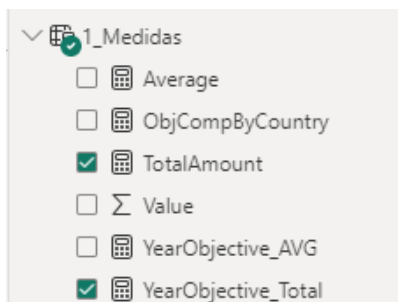 1_Medidas
Average
ObjCompByCountry
TotalAmount
Value
YearObjective_AVG
YearObjective_Total